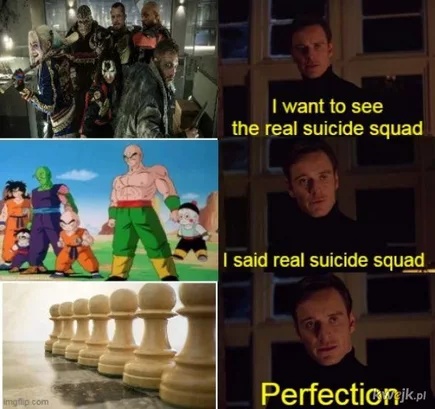 I want to see
the real suicide squad
I said real suicide squad
Perfection
kwejk.pl
imgflip.com